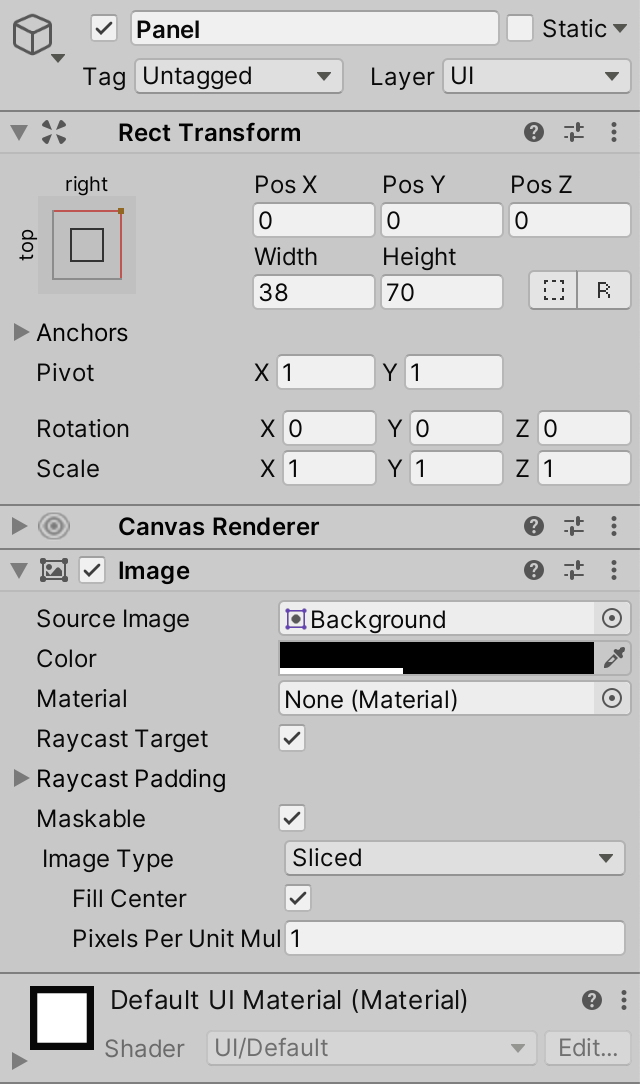 Panel Static
Tag Untagged Layer UI
Rect Transform
right Pos X Pos Y Pos Z
top 0 0 0
Width Height
38 70 R
Anchors
Pivot X 1 Y 1
Rotation X 0 Y 0 Z 0
Scale X 1 Y 1 Z 1
Canvas Renderer
Image
Source Image Background
Color
Material None (Material)
Raycast Target
Raycast Padding
Maskable
Image Type Sliced
Fill Center
Pixels Per Unit Mul 1
Default UI Material (Material)
Shader UI/Default Edit...